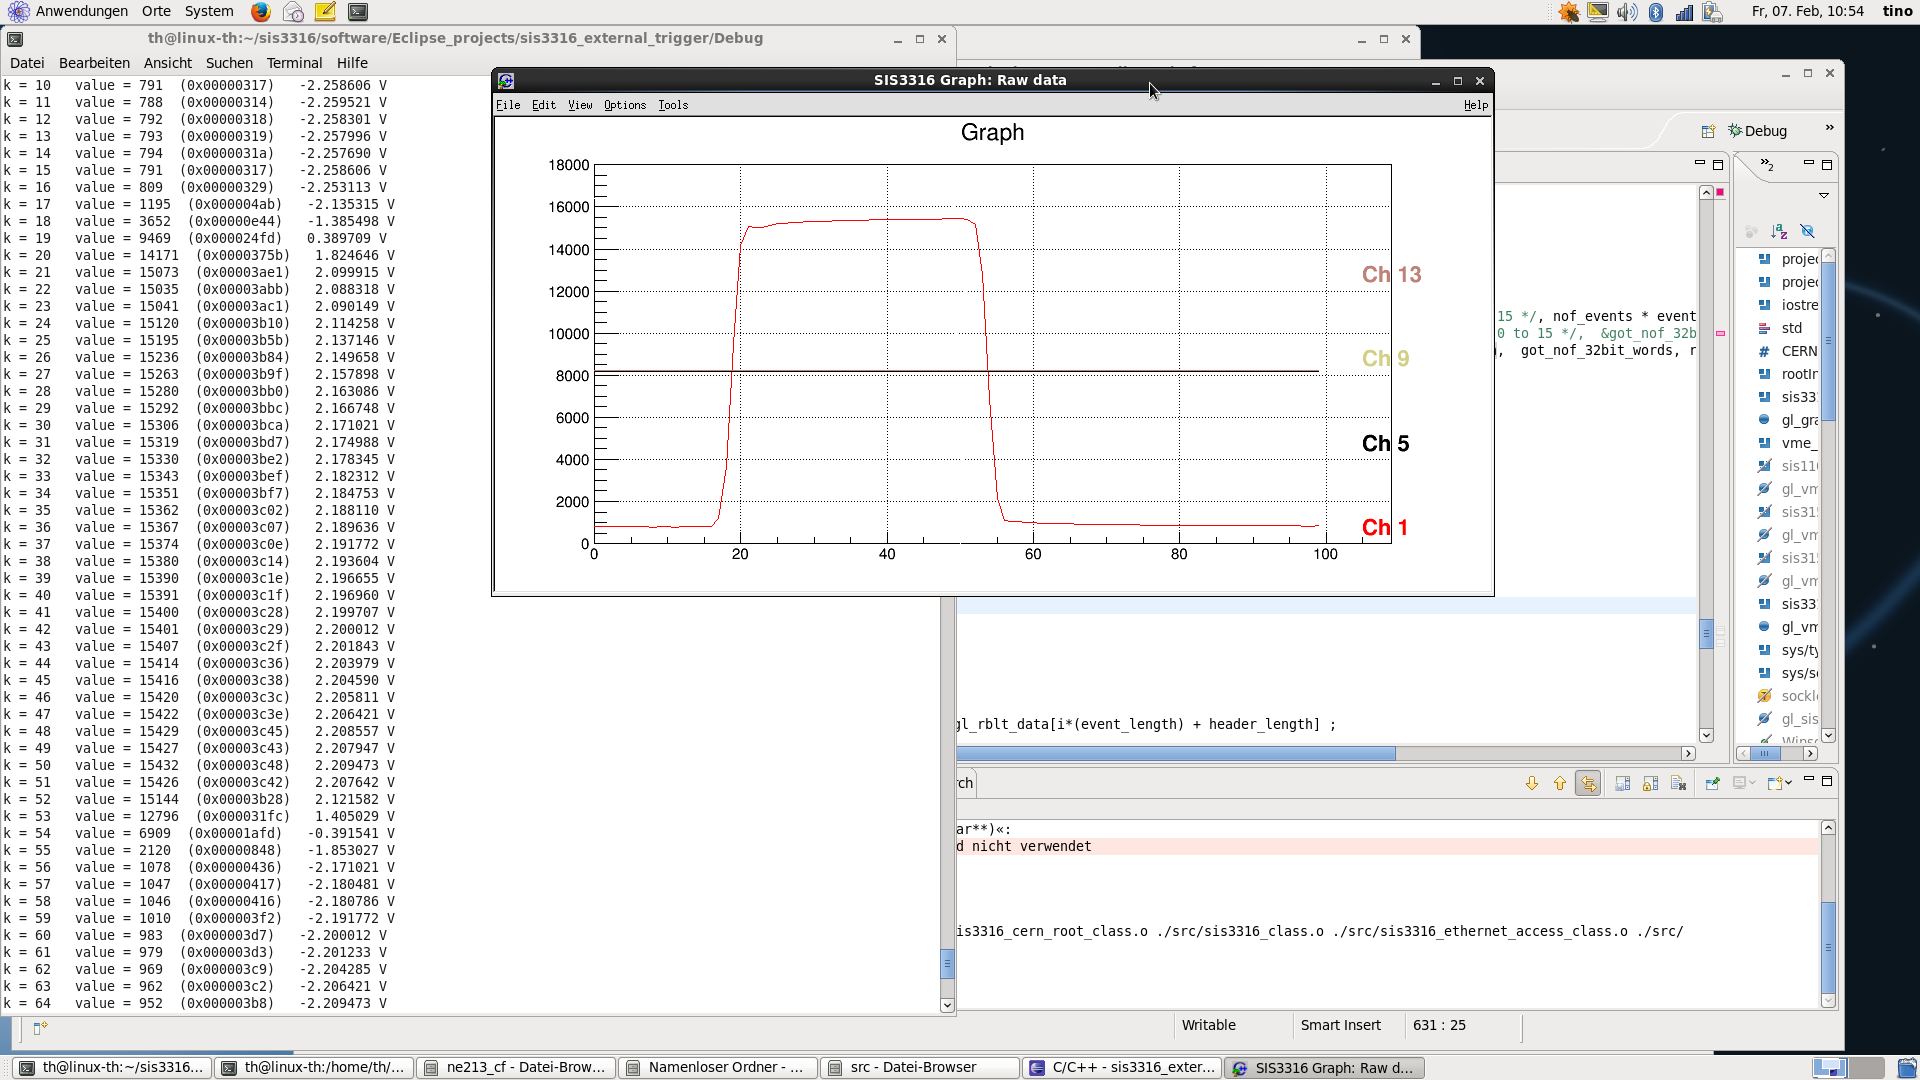 Anwendungen Orte System
Fr, 07. Feb, 10:54 tino
th@linux-th:~/sis3316/software/Eclipse_projects/sis3316_external_trigger/Debug
Datei Bearbeiten Ansicht Suchen Terminal Hilfe
k = 10 value = 791 (0x00000317) -2.258606 V
k = 11 value = 788 (0x00000314) -2.259521 V
k = 12 value = 792 (0x00000318) -2.258301 V
k = 13 value = 793 (0x00000319) -2.257996 V
k = 14 value = 794 (0x0000031a) -2.257690 V
k = 15 value = 791 (0x00000317) -2.258606 V
k = 16 value = 809 (0x00000329) -2.253113 V
k = 17 value = 1195 (0x000004ab) -2.135315 V
k = 18 value = 3652 (0x00000e44) -1.385498 V
k = 19 value = 9469 (0x000024fd) 0.389709 V
k = 20 value = 14171 (0x0000375b) 1.824646 V
k = 21 value = 15073 (0x00003ae1) 2.099915 V
k = 22 value = 15035 (0x00003abb) 2.088318 V
k = 23 value = 15041 (0x00003ac1) 2.090149 V
k = 24 value = 15120 (0x00003b10) 2.114258 V
k = 25 value = 15195 (0x00003b5b) 2.137146 V
k = 26 value = 15236 (0x00003b84) 2.149658 V
k = 27 value = 15263 (0x00003b9f) 2.157898 V
k = 28 value = 15280 (0x00003bb0) 2.163086 V
k = 29 value = 15292 (0x00003bbc) 2.166748 V
k = 30 value = 15306 (0x00003bca) 2.171021 V
k = 31 value = 15319 (0x00003bd7) 2.174988 V
k = 32 value = 15330 (0x00003be2) 2.178345 V
k = 33 value = 15343 (0x00003bef) 2.182312 V
k = 34 value = 15351 (0x00003bf7) 2.184753 V
k = 35 value = 15362 (0x00003c02) 2.188110 V
k = 36 value = 15367 (0x00003c07) 2.189636 V
k = 37 value = 15374 (0x00003c0e) 2.191772 V
k = 38 value = 15380 (0x00003c14) 2.193604 V
k = 39 value = 15390 (0x00003c1e) 2.196655 V
k = 40 value = 15391 (0x00003c1f) 2.196960 V
k = 41 value = 15400 (0x00003c28) 2.199707 V
k = 42 value = 15401 (0x00003c29) 2.200012 V
k = 43 value = 15407 (0x00003c2f) 2.201843 V
k = 44 value = 15414 (0x00003c36) 2.203979 V
k = 45 value = 15416 (0x00003c38) 2.204590 V
k = 46 value = 15420 (0x00003c3c) 2.205811 V
k = 47 value = 15422 (0x00003c3e) 2.206421 V
k = 48 value = 15429 (0x00003c45) 2.208557 V
k = 49 value = 15427 (0x00003c43) 2.207947 V
k = 50 value = 15432 (0x00003c48) 2.209473 V
k = 51 value = 15426 (0x00003c42) 2.207642 V
k = 52 value = 15144 (0x00003b28) 2.121582 V
k = 53 value = 12796 (0x000031fc) 1.405029 V
k = 54 value = 6909 (0x00001afd) -0.391541 V
k = 55 value = 2120 (0x00000848) -1.853027 V
k = 56 value = 1078 (0x00000436) -2.171021 V
k = 57 value = 1047 (0x00000417) -2.180481 V
k = 58 value = 1046 (0x00000416) -2.180786 V
k = 59 value = 1010 (0x000003f2) -2.191772 V
k = 60 value = 983 (0x000003d7) -2.200012 V
k = 61 value = 979 (0x000003d3) -2.201233 V
k = 62 value = 969 (0x000003c9) -2.204285 V
k = 63 value = 962 (0x000003c2) -2.206421 V
k = 64 value = 952 (0x000003b8) -2.209473 V
SIS3316 Graph: Raw data
File Edit View Options Tools Help
Graph
18000
16000
14000
12000
10000
8000
6000
4000
2000
0
0 20 40 60 80 100
Ch 13
Ch 9
Ch 5
Ch 1
Debug
»
»2
15 */, nof_events * event
0 to 15 */, &got_nof_32b
, got_nof_32bit_words, r
gl_rblt_data[i*(event_length) + header_length] ;
projec
projec
iostre
std
CERN
rootIn
sis33
gl_gra
vme_
sis110
gl_vm
sis315
gl_vm
sis315
gl_vm
sis33
gl_vm
sys/ty
sys/so
sockle
gl_sis
rch
ar**)«:
d nicht verwendet
is3316_cern_root_class.o ./src/sis3316_class.o ./src/sis3316_ethernet_access_class.o ./src/
Writable Smart Insert 631 : 25
th@linux-th:~/sis3316... th@linux-th:/home/th/... ne213_cf - Datei-Brow... Namenloser Ordner - ... src - Datei-Browser C/C++ - sis3316_exter... SIS3316 Graph: Raw d...